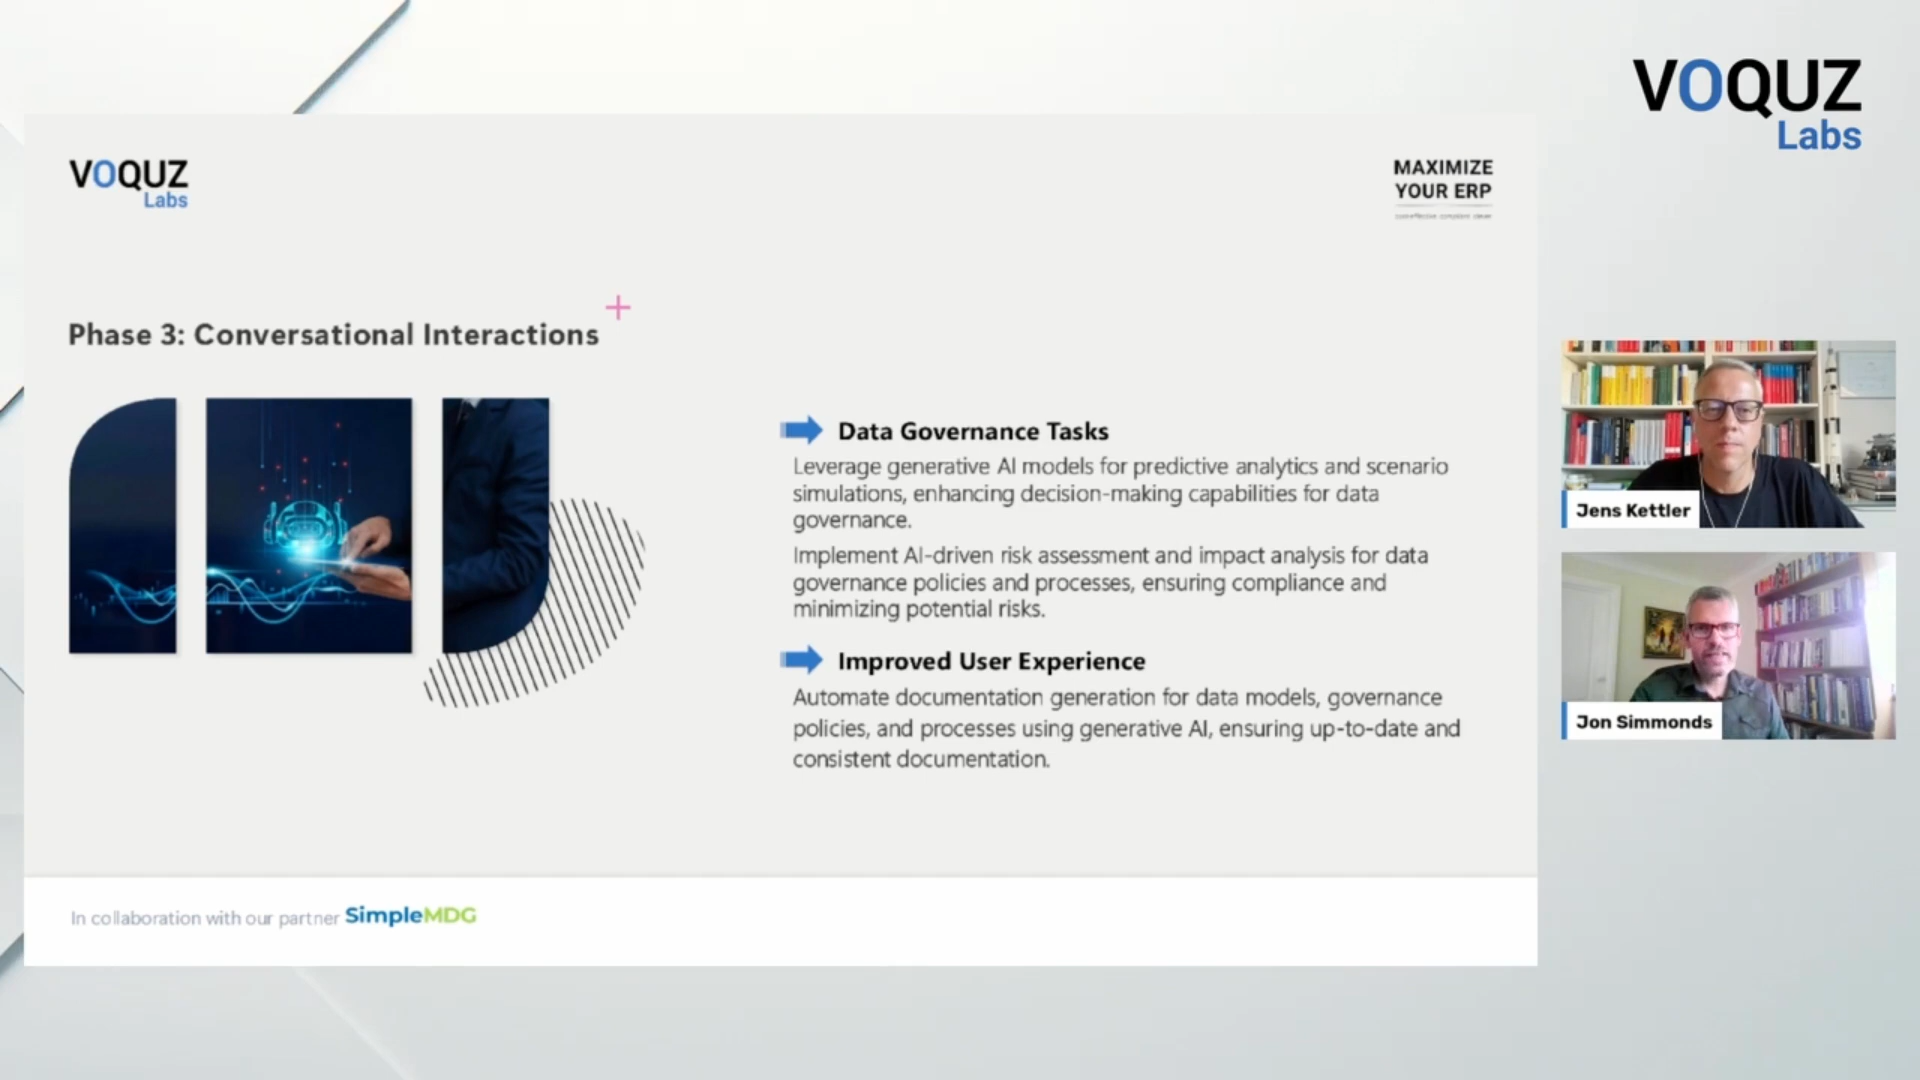 VOQUZ
Labs
VOQUZ
Labs
MAXIMIZE
YOUR ERP
Phase 3: Conversational Interactions
Data Governance Tasks
Leverage generative AI models for predictive analytics and scenario
simulations, enhancing decision-making capabilities for data
governance.
Implement AI-driven risk assessment and impact analysis for data
governance policies and processes, ensuring compliance and
minimizing potential risks.
Improved User Experience
Automate documentation generation for data models, governance
policies, and processes using generative AI, ensuring up-to-date and
consistent documentation.
Jens Kettler
Jon Simmonds
In collaboration with our partner SimpleMDG